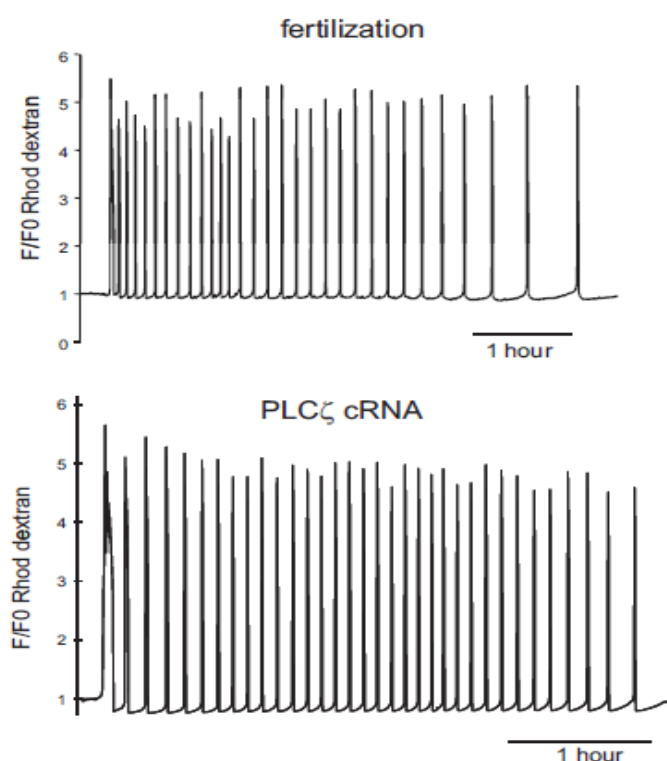 fertilization
6
5
4
3
2
1
0
F/F0 Rhod dextran
1 hour
PLCζ cRNA
6
5
4
3
2
1
F/F0 Rhod dextran
1 hour